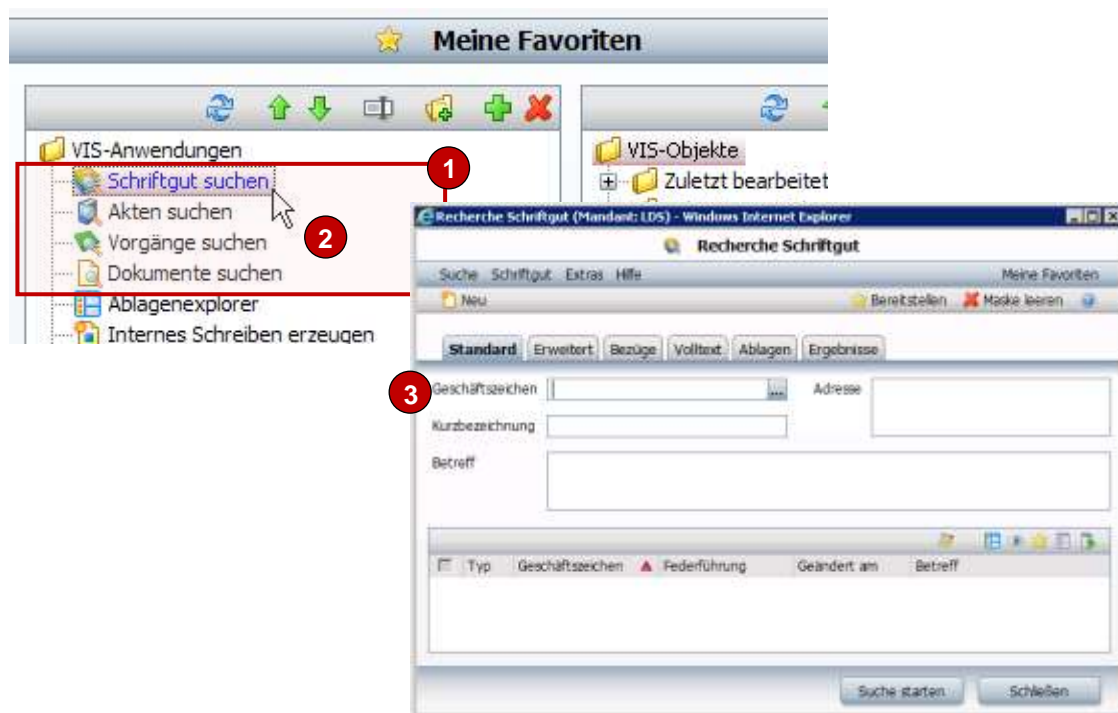 Meine Favoriten
VIS-Anwendungen
Schriftgut suchen
Akten suchen
Vorgänge suchen
Dokumente suchen
Ablagenexplorer
Internes Schreiben erzeugen
1
2
VIS-Objekte
Zuletzt bearbeitet
Recherche Schriftgut (Mandant: LDS) - Windows Internet Explorer
Recherche Schriftgut
Suche Schriftgut Extras Hilfe Meine Favoriten
Neu Bereitstellen Maske leeren
Standard Erweitert Bezüge Volltext Ablagen Ergebnisse
3
Geschäftszeichen ... Adresse
Kurzbezeichnung
Betreff
Typ Geschäftszeichen Federführung Geändert am Betreff
Suche starten Schließen